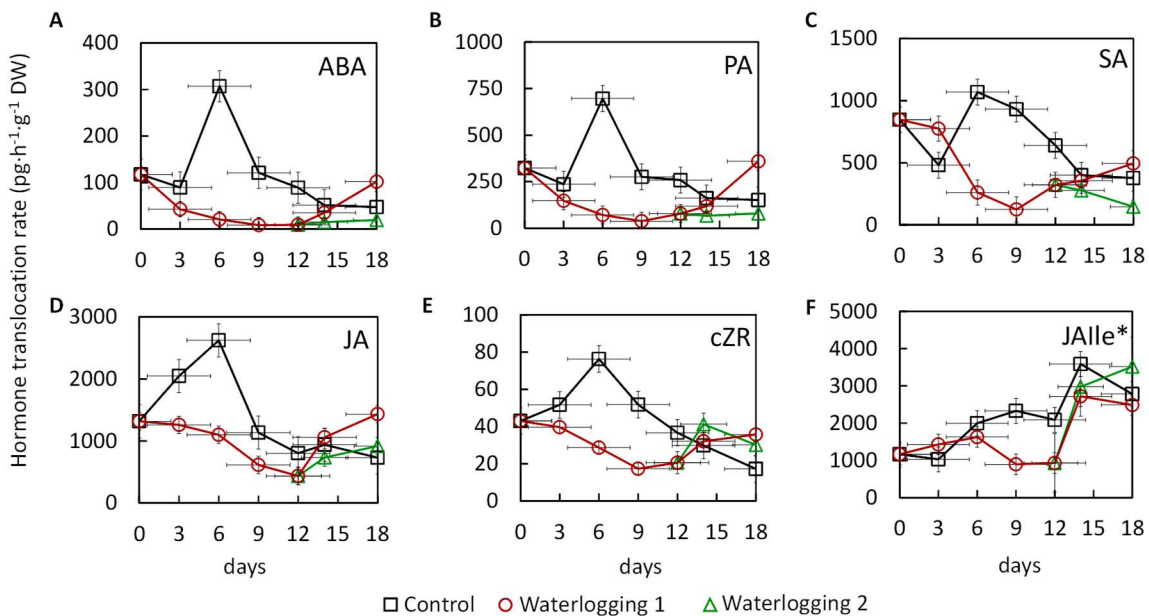 A
B
C
Hormone translocation rate (pg·h⁻¹·g⁻¹ DW)
400
300
200
100
0
ABA
0 3 6 9 12 15 18
1000
750
500
250
0
PA
0 3 6 9 12 15 18
1500
1000
500
0
SA
0 3 6 9 12 15 18
D
E
F
3000
2000
1000
0
JA
0 3 6 9 12 15 18
days
100
80
60
40
20
0
cZR
0 3 6 9 12 15 18
days
5000
4000
3000
2000
1000
0
JAIle*
0 3 6 9 12 15 18
days
Control Waterlogging 1 Waterlogging 2